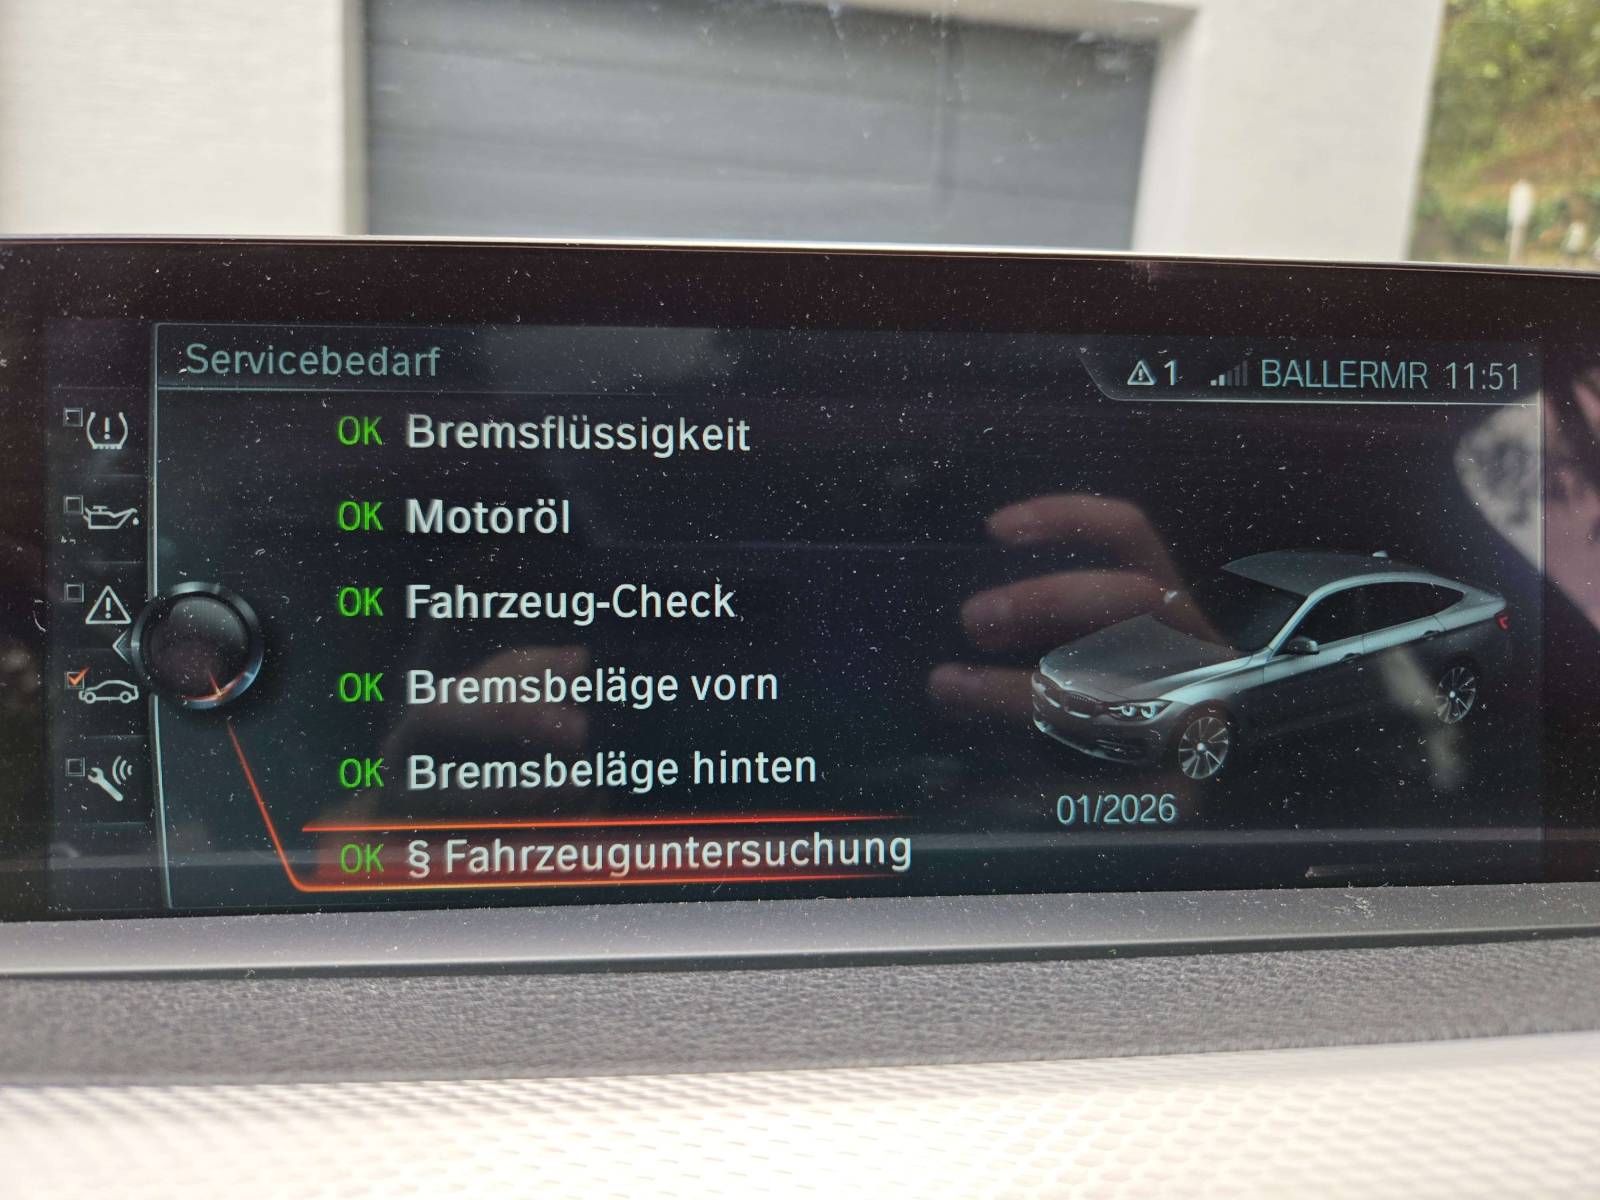 Servicebedarf
1 BALLERMR 11:51
OK Bremsflüssigkeit
OK Motoröl
OK Fahrzeug-Check
OK Bremsbeläge vorn
OK Bremsbeläge hinten
01/2026
OK § Fahrzeuguntersuchung